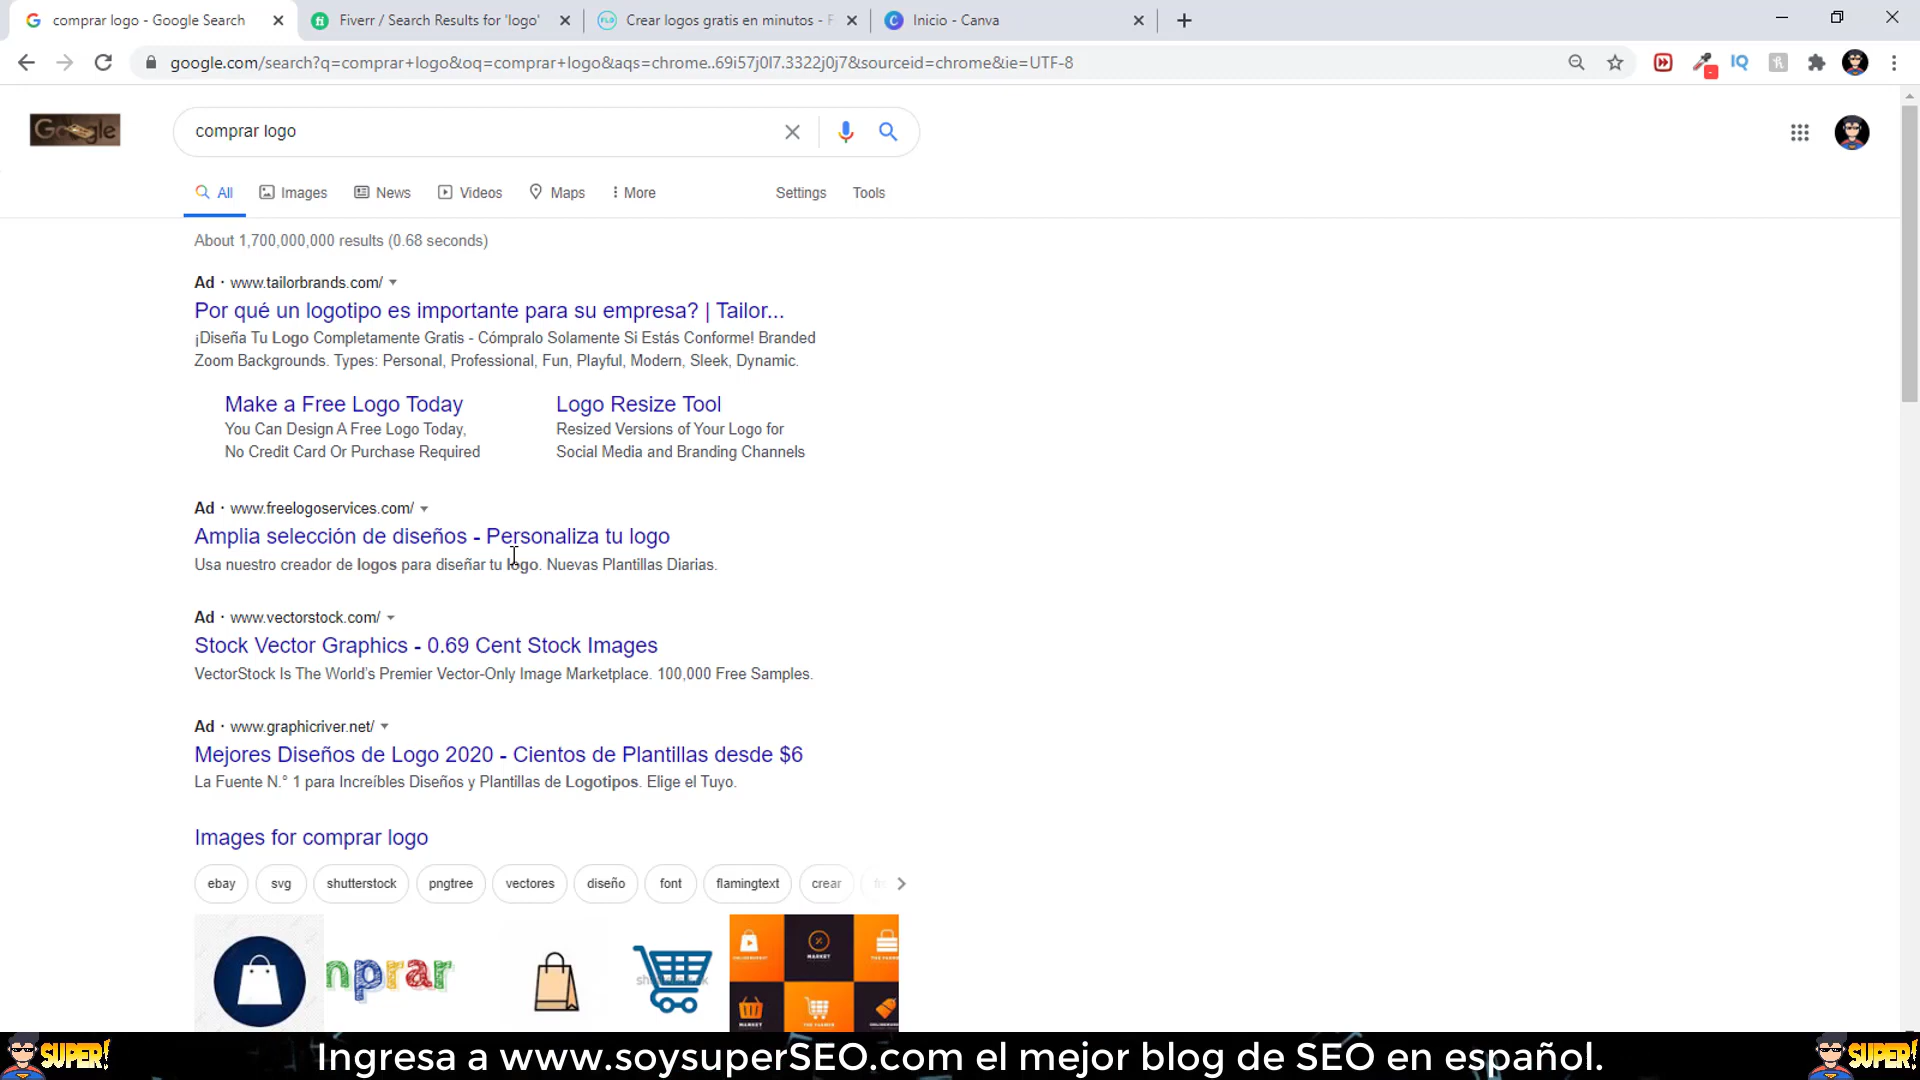 comprar logo - Google Search
Fiverr / Search Results for 'logo'
Crear logos gratis en minutos - F
Inicio - Canva
google.com/search?q=comprar+logo&oq=comprar+logo&aqs=chrome..69i57j0l7.3322j0j7&sourceid=chrome&ie=UTF-8
Google
comprar logo
All Images News Videos Maps More Settings Tools
About 1,700,000,000 results (0.68 seconds)
Ad · www.tailorbrands.com/
Por qué un logotipo es importante para su empresa? | Tailor...
¡Diseña Tu Logo Completamente Gratis - Cómpralo Solamente Si Estás Conforme! Branded
Zoom Backgrounds. Types: Personal, Professional, Fun, Playful, Modern, Sleek, Dynamic.
Make a Free Logo Today
You Can Design A Free Logo Today,
No Credit Card Or Purchase Required
Logo Resize Tool
Resized Versions of Your Logo for
Social Media and Branding Channels
Ad · www.freelogoservices.com/
Amplia selección de diseños - Personaliza tu logo
Usa nuestro creador de logos para diseñar tu logo. Nuevas Plantillas Diarias.
Ad · www.vectorstock.com/
Stock Vector Graphics - 0.69 Cent Stock Images
VectorStock Is The World's Premier Vector-Only Image Marketplace. 100,000 Free Samples.
Ad · www.graphicriver.net/
Mejores Diseños de Logo 2020 - Cientos de Plantillas desde $6
La Fuente N.° 1 para Increíbles Diseños y Plantillas de Logotipos. Elige el Tuyo.
Images for comprar logo
ebay svg shutterstock pngtree vectores diseño font flamingtext crear
nprar
MARKET
MARKET THE FARMER
SUPER! Ingresa a www.soysuperSEO.com el mejor blog de SEO en español. SUPER!